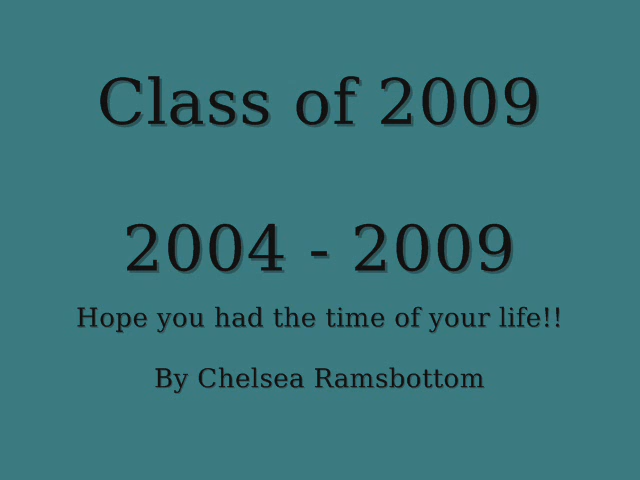 Class of 2009
2004 - 2009
Hope you had the time of your life!!
By Chelsea Ramsbottom